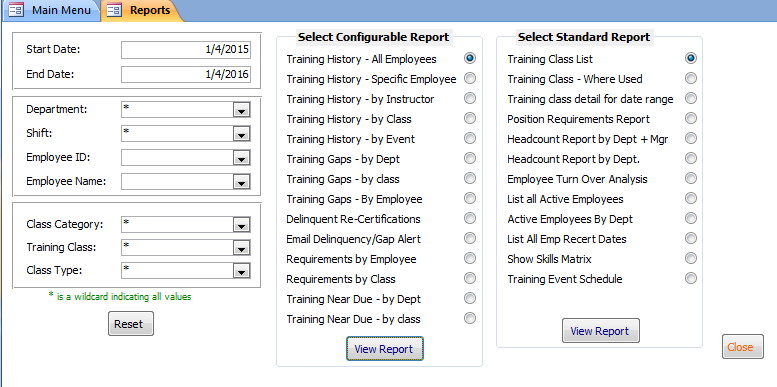 Main Menu
Reports
Start Date: 1/4/2015
End Date: 1/4/2016
Department: *
Shift: *
Employee ID:
Employee Name:
Class Category: *
Training Class: *
Class Type: *
* is a wildcard indicating all values
Reset
Select Configurable Report
Training History - All Employees
Training History - Specific Employee
Training History - by Instructor
Training History - by Class
Training History - by Event
Training Gaps - by Dept
Training Gaps - by class
Training Gaps - By Employee
Delinquent Re-Certifications
Email Delinquency/Gap Alert
Requirements by Employee
Requirements by Class
Training Near Due - by Dept
Training Near Due - by class
View Report
Select Standard Report
Training Class List
Training Class - Where Used
Training class detail for date range
Position Requirements Report
Headcount Report by Dept + Mgr
Headcount Report by Dept.
Employee Turn Over Analysis
List all Active Employees
Active Employees By Dept
List All Emp Recert Dates
Show Skills Matrix
Training Event Schedule
View Report
Close